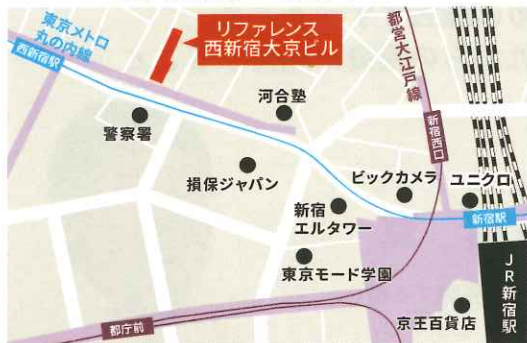 リファレンス
西新宿大京ビル
東京メトロ
丸の内線
西新宿駅
都営大江戸線
河合塾
警察署
新宿西口
損保ジャパン
ビックカメラ
ユニクロ
新宿
エルタワー
新宿駅
東京モード学園
JR新宿駅
都庁前
京王百貨店